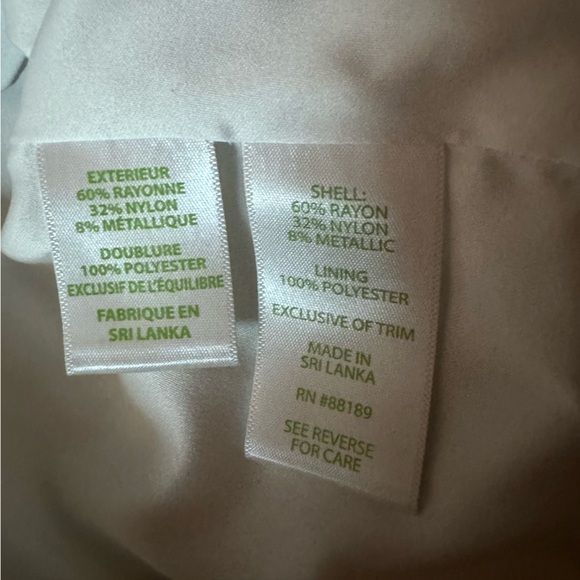 EXTERIEUR
60% RAYONNE
32% NYLON
8% MÉTALLIQUE
DOUBLURE
100% POLYESTER
EXCLUSIF DE L'ÉQUILIBRE
FABRIQUE EN
SRI LANKA
SHELL:
60% RAYON
32% NYLON
8% METALLIC
LINING
100% POLYESTER
EXCLUSIVE OF TRIM
MADE IN
SRI LANKA
RN #88189
SEE REVERSE
FOR CARE